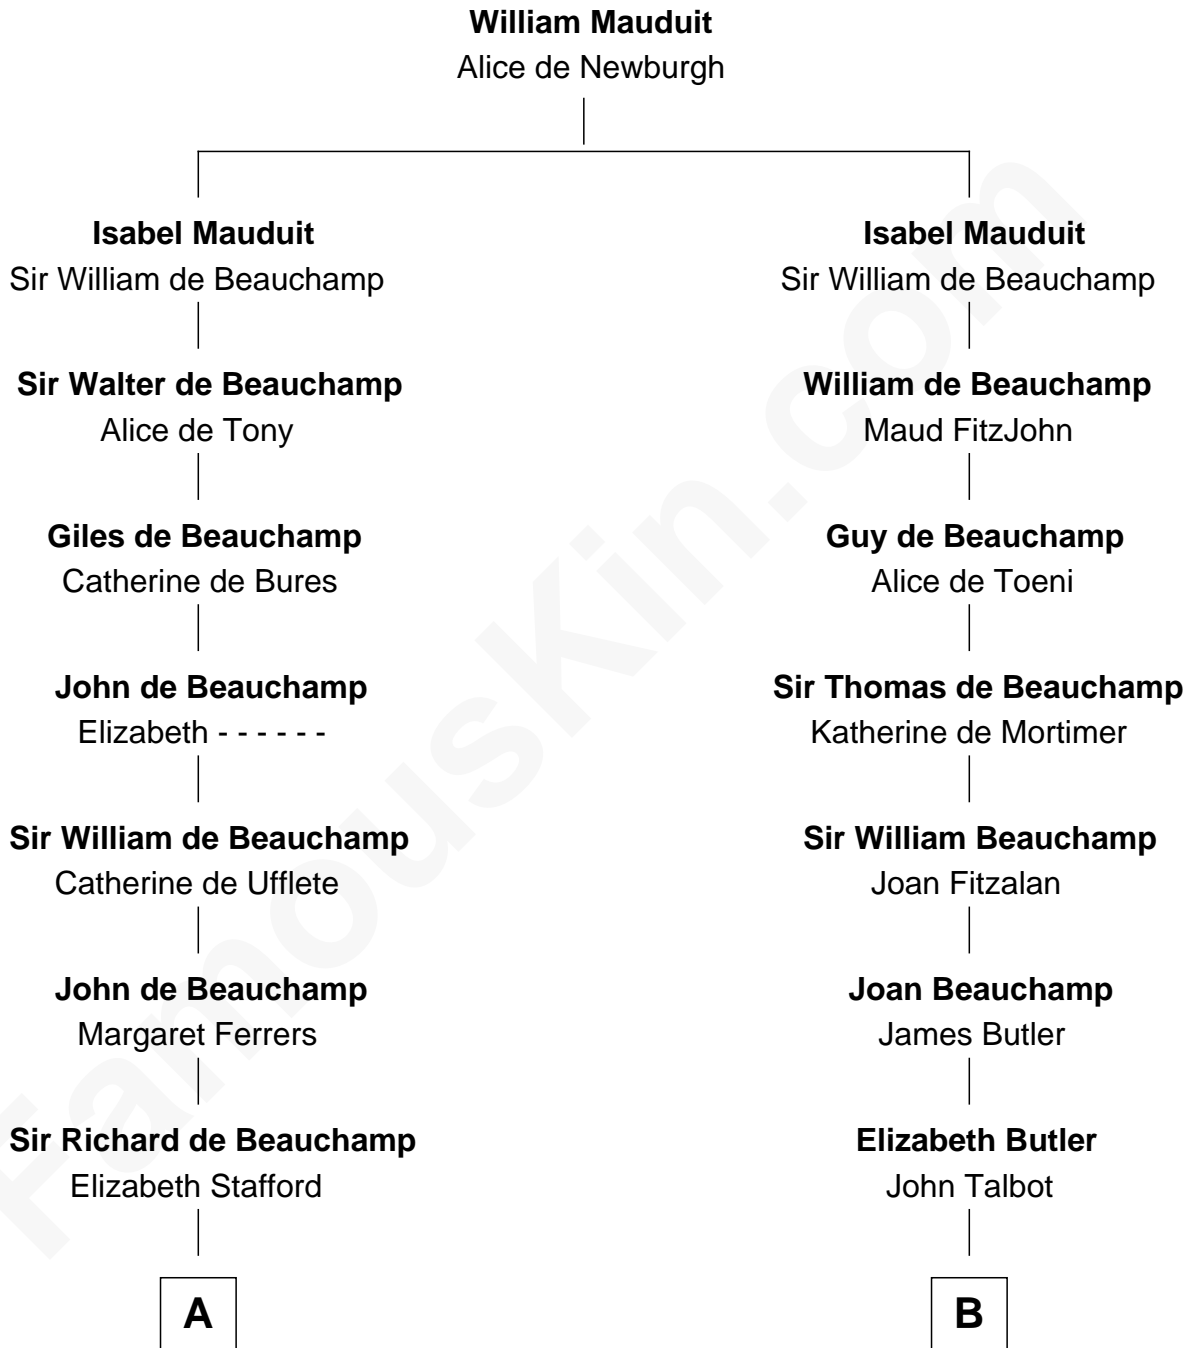 William Mauduit
Alice de Newburgh
Isabel Mauduit
Sir William de Beauchamp
Isabel Mauduit
Sir William de Beauchamp
Sir Walter de Beauchamp
Alice de Tony
William de Beauchamp
Maud FitzJohn
Giles de Beauchamp
Catherine de Bures
Guy de Beauchamp
Alice de Toeni
John de Beauchamp
Elizabeth - - - - - -
Sir Thomas de Beauchamp
Katherine de Mortimer
Sir William de Beauchamp
Catherine de Ufflete
Sir William Beauchamp
Joan Fitzalan
John de Beauchamp
Margaret Ferrers
Joan Beauchamp
James Butler
Sir Richard de Beauchamp
Elizabeth Stafford
Elizabeth Butler
John Talbot
A
B
FamousKin.com